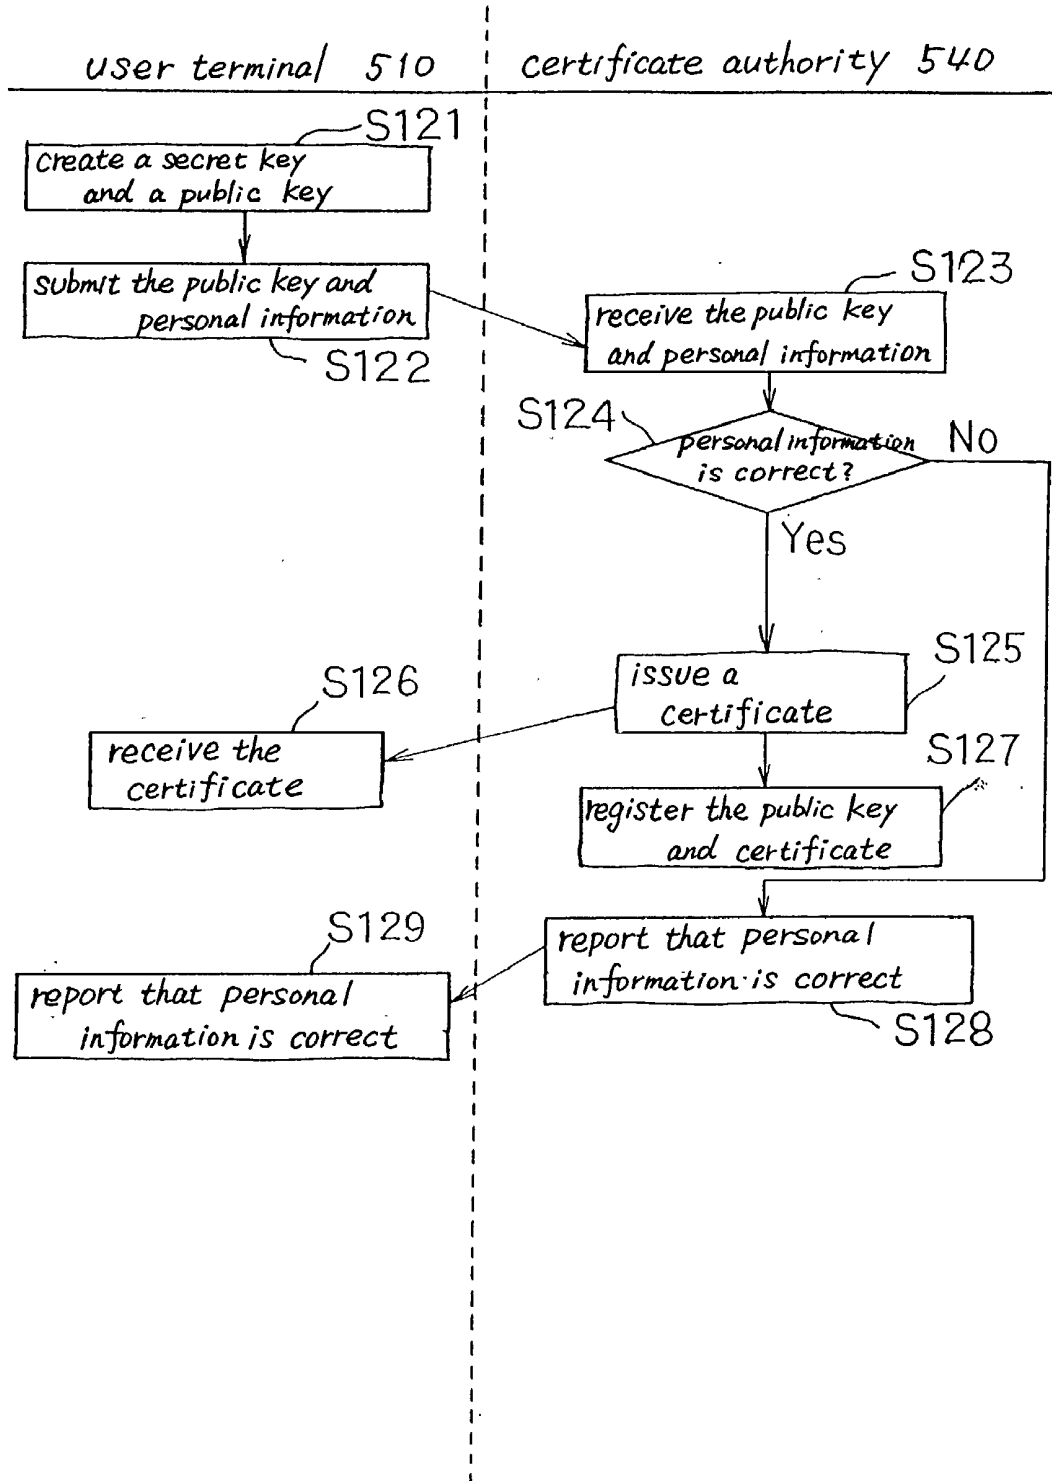 user terminal 510
certificate authority 540
S121
create a secret key
and a public key
submit the public key and
personal information
S122
S123
receive the public key
and personal information
S124
personal information
is correct?
No
Yes
S125
issue a
certificate
S126
receive the
certificate
S127
register the public key
and certificate
S128
report that personal
information is correct
S129
report that personal
information is correct